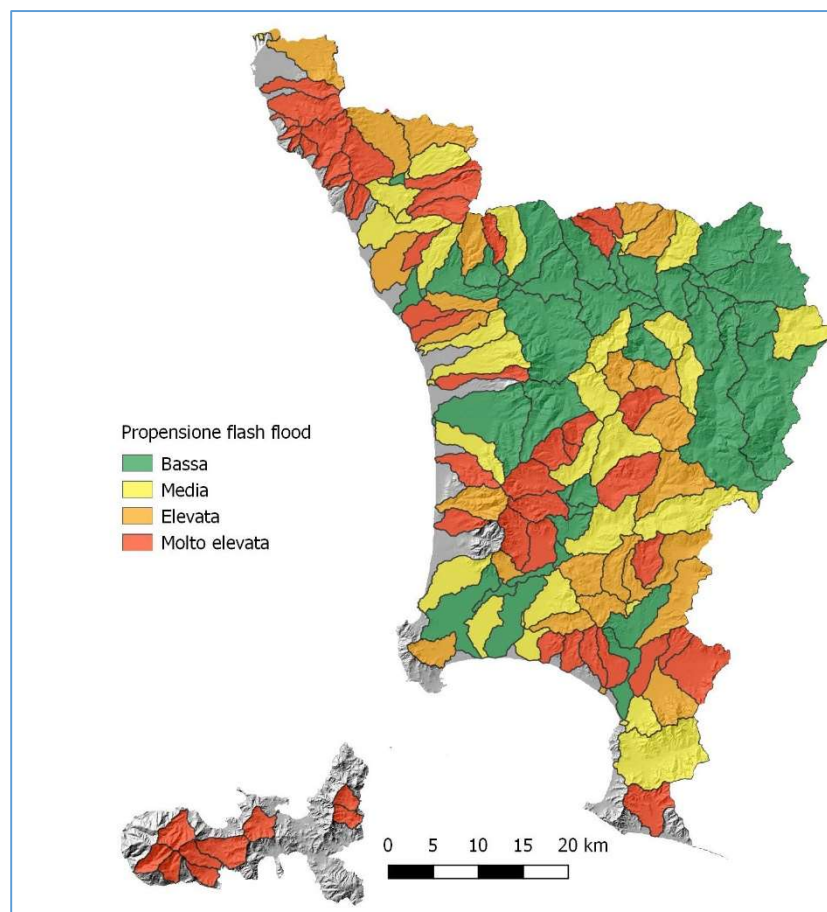 Propensione flash flood
Bassa
Media
Elevata
Molto elevata
0 5 10 15 20 km